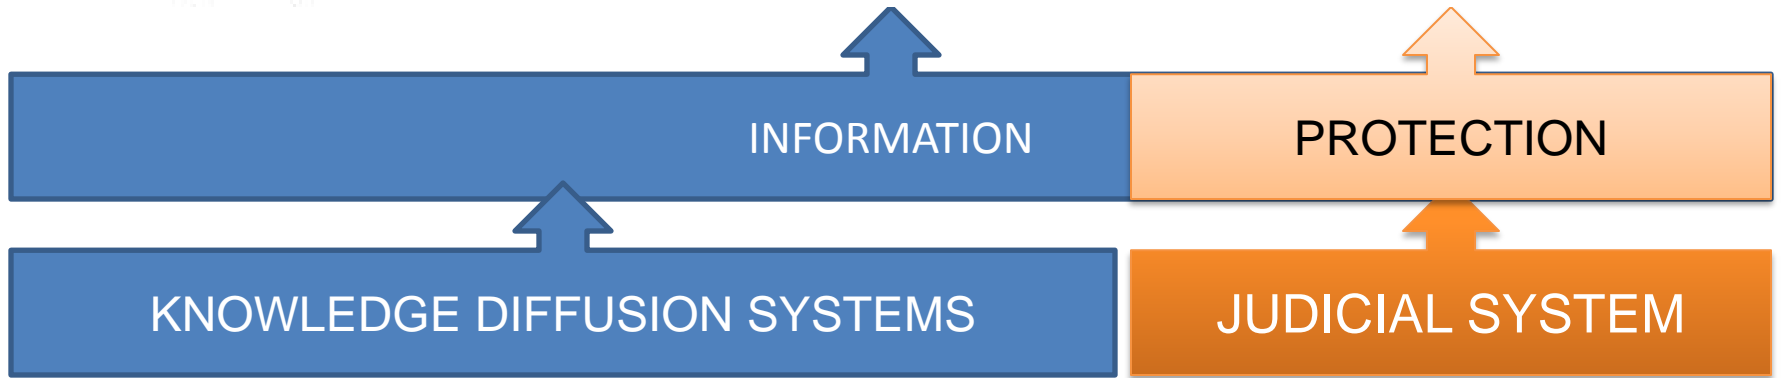 INFORMATION
PROTECTION
KNOWLEDGE DIFFUSION SYSTEMS
JUDICIAL SYSTEM